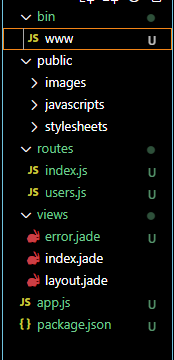 bin
JS www U
public
images
javascripts
stylesheets
routes
JS index.js U
JS users.js U
views
error.jade U
index.jade
layout.jade
JS app.js U
{} package.json U